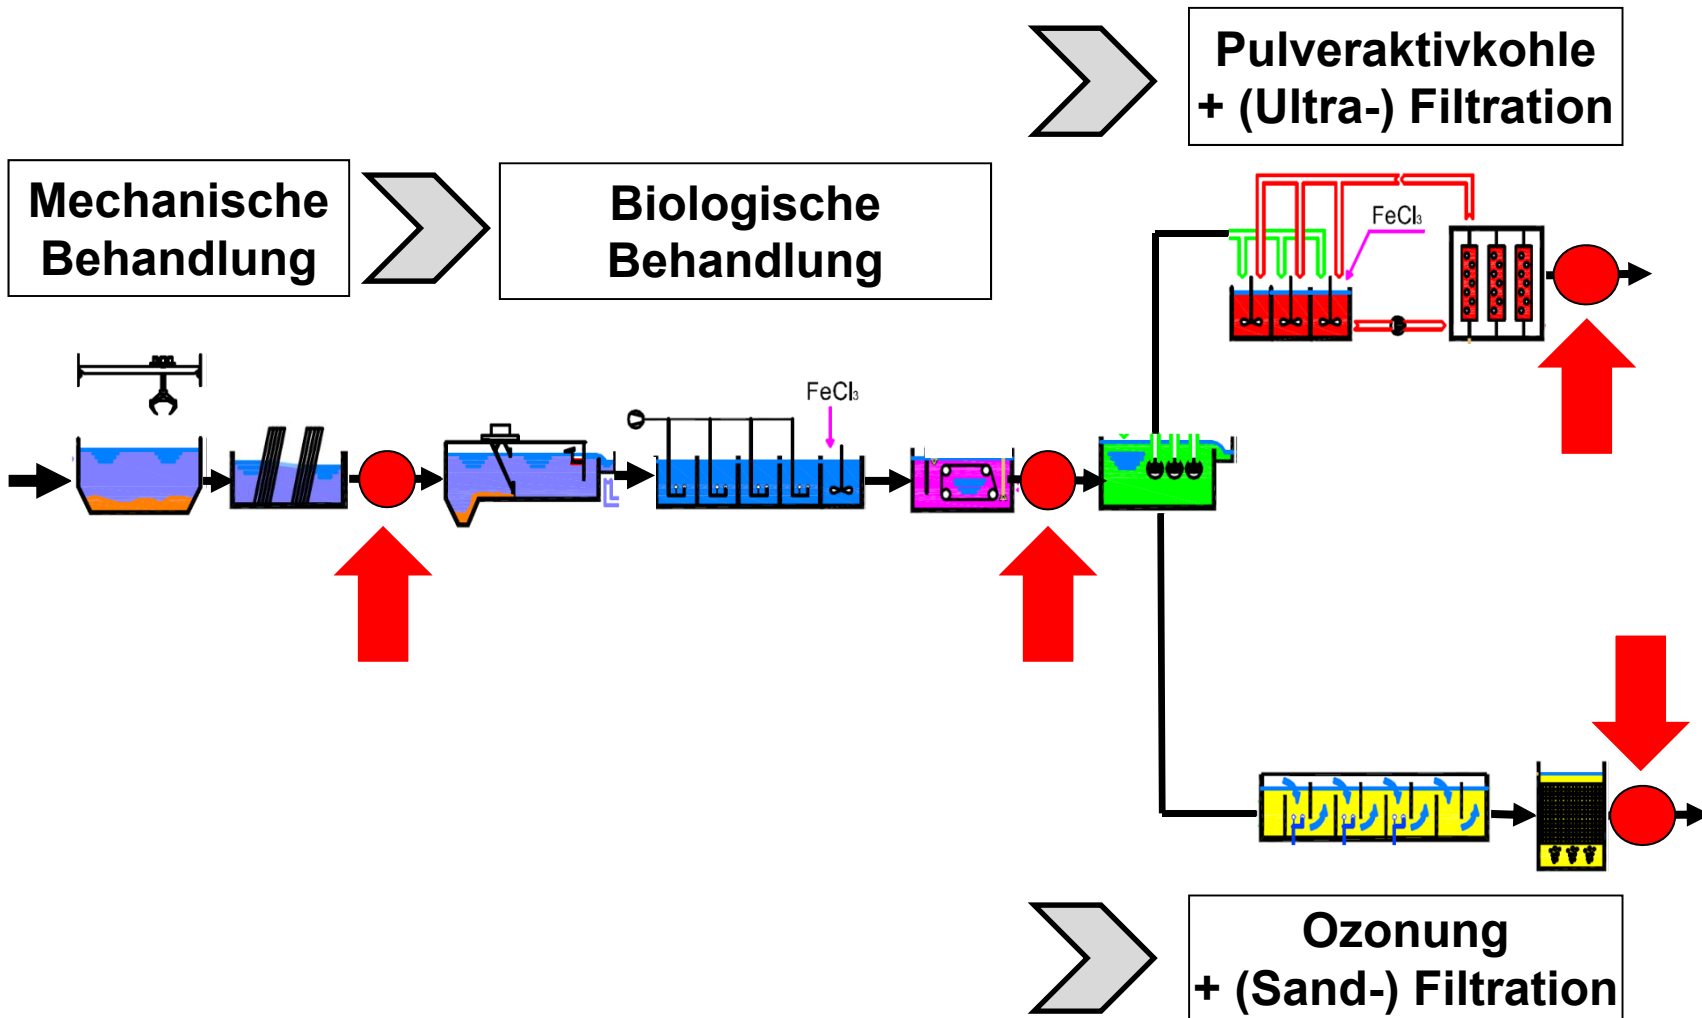 Pulveraktivkohle
+ (Ultra-) Filtration
Mechanische
Behandlung
Biologische
Behandlung
FeCl₃
FeCl₃
Ozonung
+ (Sand-) Filtration